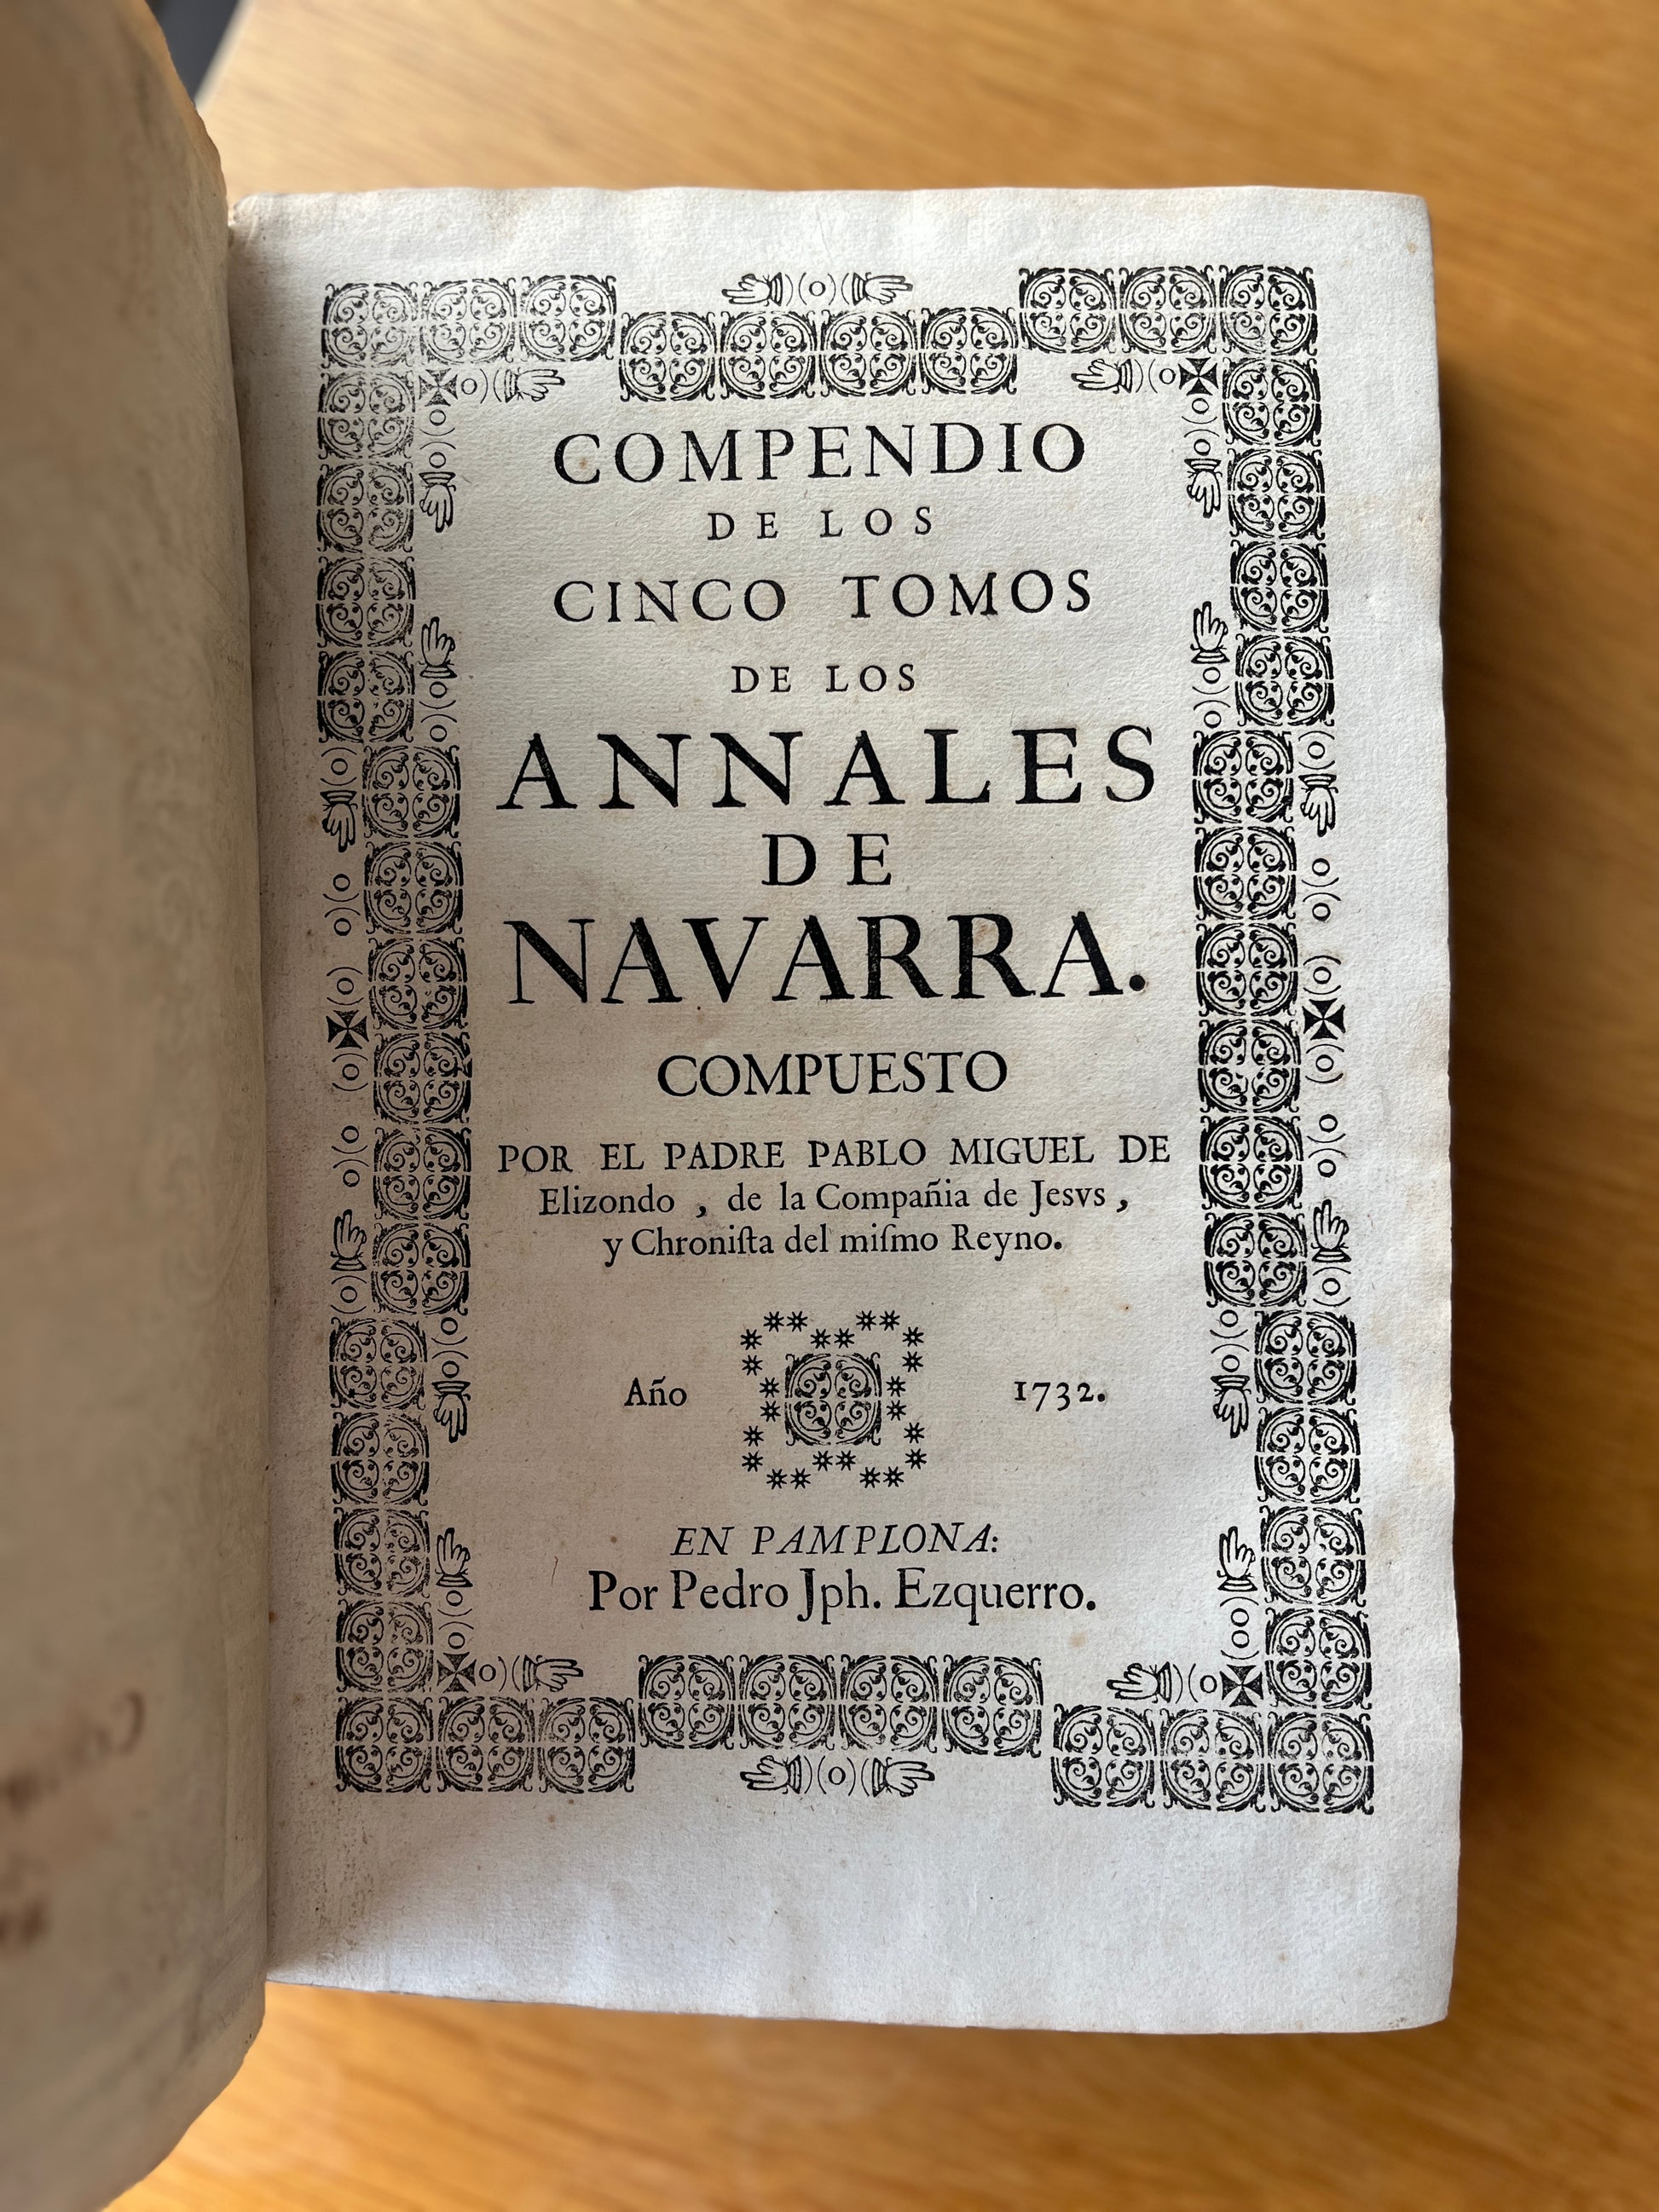 COMPENDIO
DE LOS
CINCO TOMOS
DE LOS
ANNALES
DE
NAVARRA.
COMPUESTO
POR EL PADRE PABLO MIGUEL DE
Elizondo , de la Compañia de Jesvs ,
y Chroniſta del miſmo Reyno.
Año 1732.
EN PAMPLONA:
Por Pedro Jph. Ezquerro.